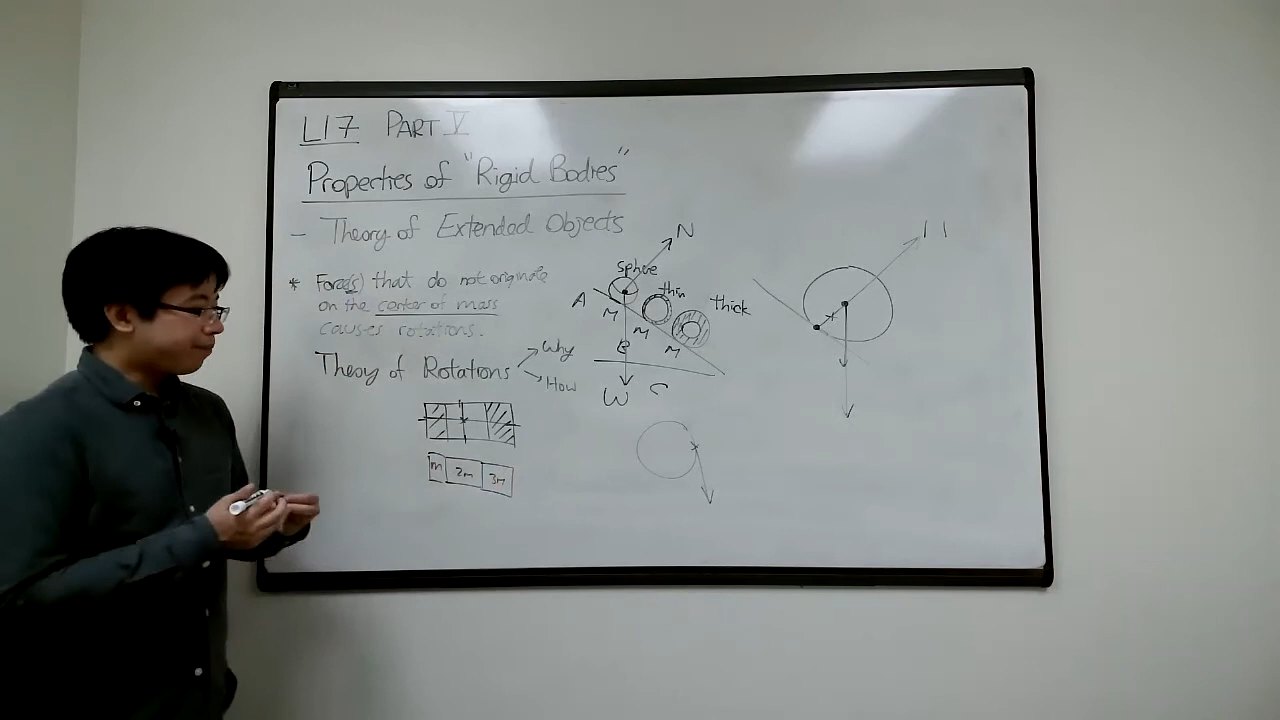 L17 PART V
Properties of "Rigid Bodies"
- Theory of Extended Objects
* Force(s) that do not originate
on the center of mass
causes rotations.
Theory of Rotations
Why
How
m 2m 3m
N
sphere
thin
thick
A
M
M
M
B
W
C